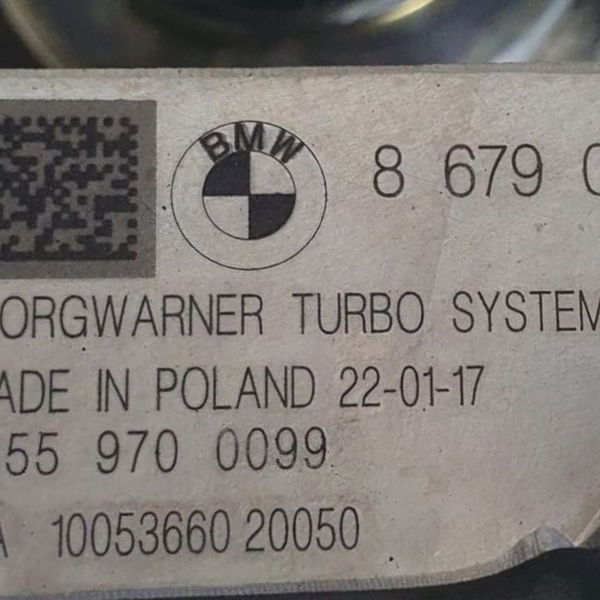 BMW
8 679 0
ORGWARNER TURBO SYSTEM
ADE IN POLAND 22-01-17
55 970 0099
A 10053660 20050